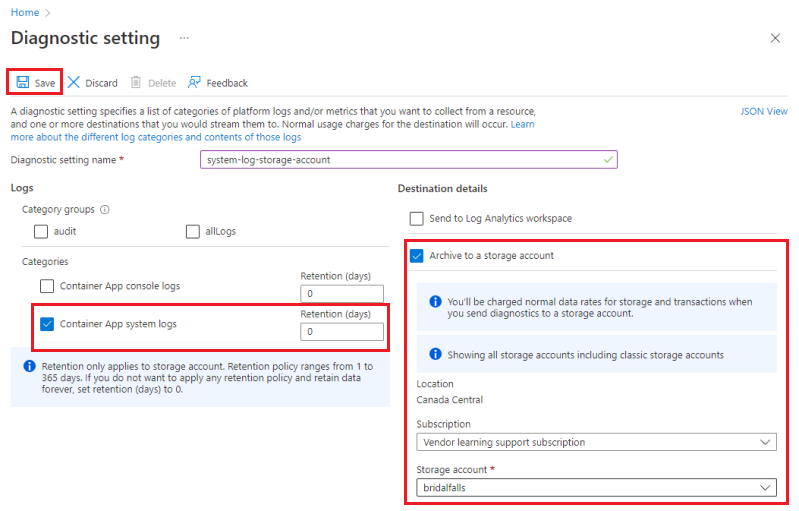 Home
Diagnostic setting ...
Save Discard Delete Feedback
A diagnostic setting specifies a list of categories of platform logs and/or metrics that you want to collect from a resource,
and one or more destinations that you would stream them to. Normal usage charges for the destination will occur. Learn
more about the different log categories and contents of those logs
JSON View
Diagnostic setting name *
system-log-storage-account
Logs
Category groups
audit
allLogs
Categories
Container App console logs
Retention (days)
0
Container App system logs
Retention (days)
0
Retention only applies to storage account. Retention policy ranges from 1 to
365 days. If you do not want to apply any retention policy and retain data
forever, set retention (days) to 0.
Destination details
Send to Log Analytics workspace
Archive to a storage account
You'll be charged normal data rates for storage and transactions when
you send diagnostics to a storage account.
Showing all storage accounts including classic storage accounts
Location
Canada Central
Subscription
Vendor learning support subscription
Storage account *
bridalfalls